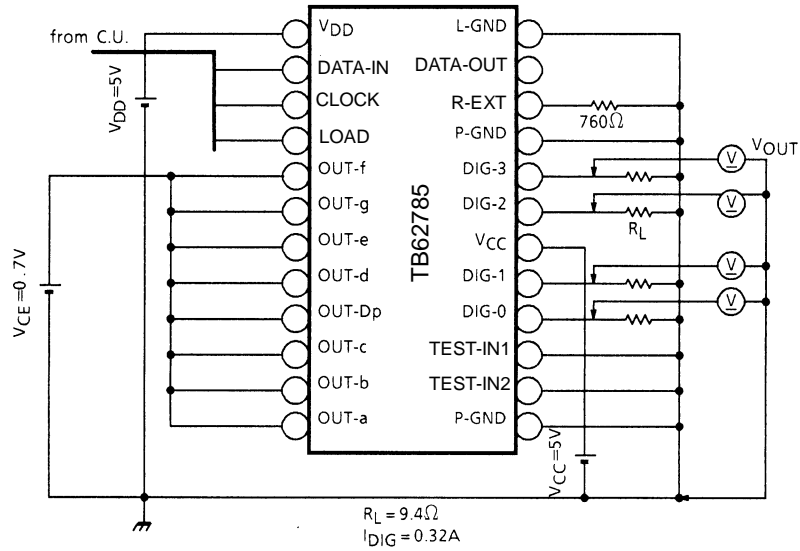 from C.U.
VDD=5V
VCE=0.7V
VDD
DATA-IN
CLOCK
LOAD
OUT-f
OUT-g
OUT-e
OUT-d
OUT-Dp
OUT-c
OUT-b
OUT-a
TB62785
L-GND
DATA-OUT
R-EXT
P-GND
DIG-3
DIG-2
VCC
DIG-1
DIG-0
TEST-IN1
TEST-IN2
P-GND
760Ω
VOUT
V
V
RL
V
V
VCC=5V
RL = 9.4Ω
IDIG = 0.32A